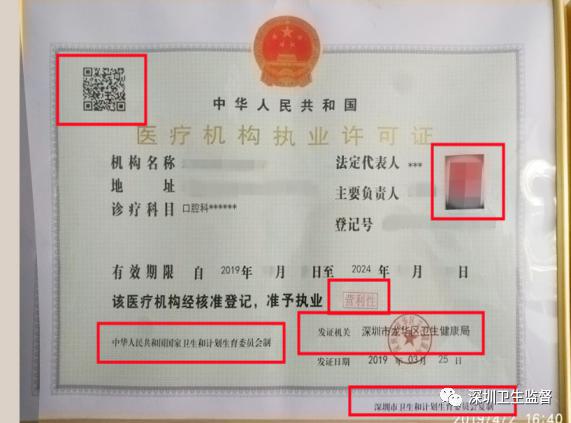 中华人民共和国
医疗机构执业许可证
机构名称
法定代表人 ***
地 址
主要负责人
诊疗科目 口腔科******
登记号
有效期限 自 2019年 月 日至 2024 年 月 日
该医疗机构经核准登记，准予执业 营利性
中华人民共和国国家卫生和计划生育委员会制
发证机关 深圳市龙华区卫生健康局
发证日期 2019 年 03月 25 日
深圳卫生监督
深圳市卫生和计划生育委员会复制
2019/4/2 16:40